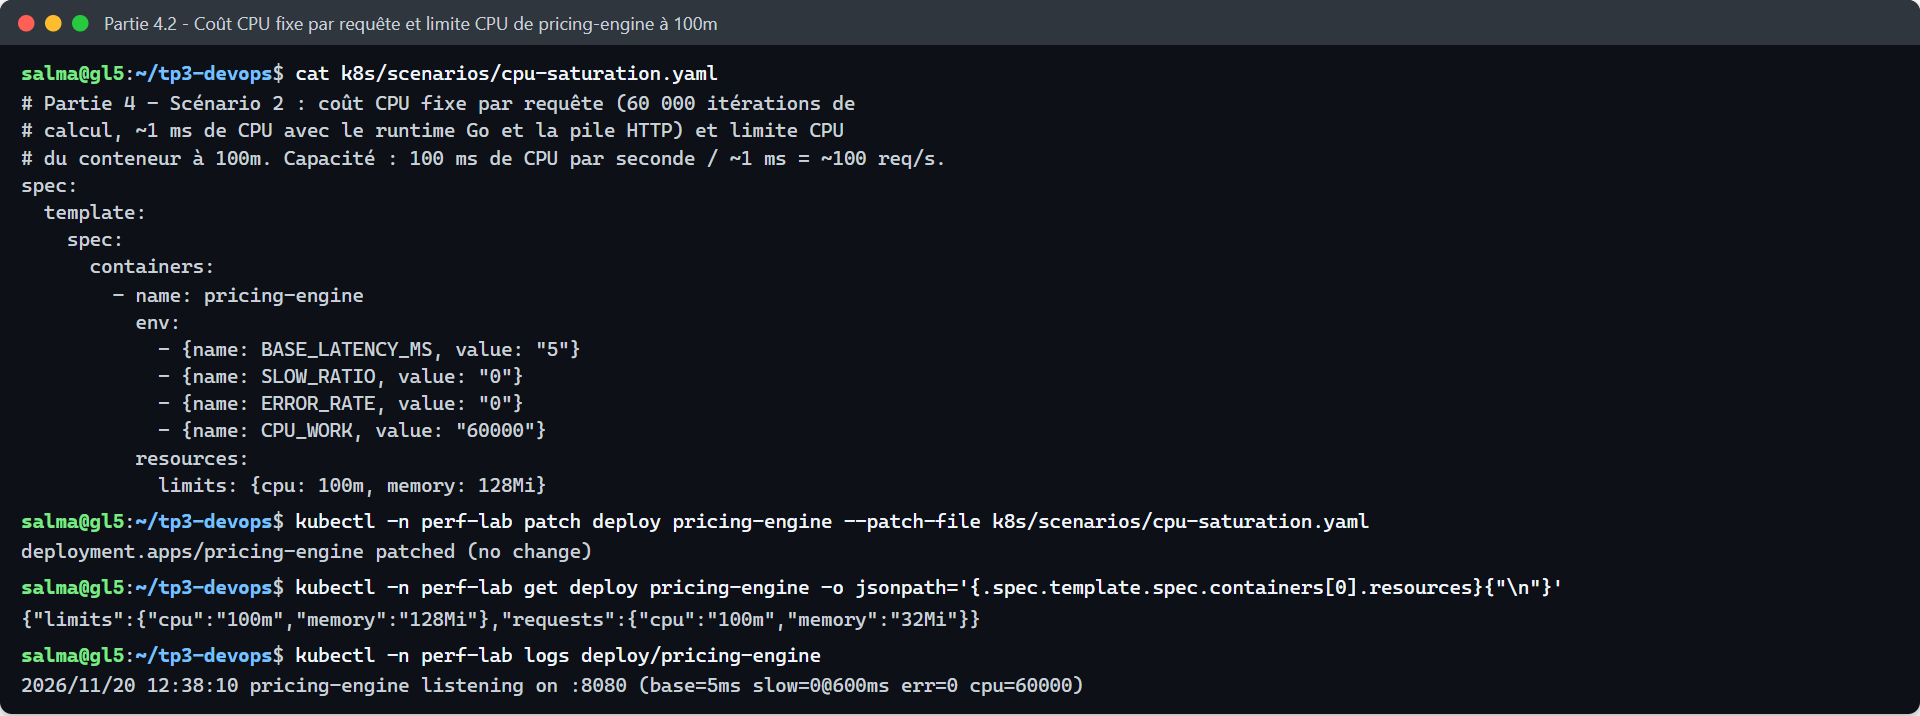 Partie 4.2 - Coût CPU fixe par requête et limite CPU de pricing-engine à 100m
salma@gl5:~/tp3-devops$ cat k8s/scenarios/cpu-saturation.yaml
# Partie 4 - Scénario 2 : coût CPU fixe par requête (60 000 itérations de
# calcul, ~1 ms de CPU avec le runtime Go et la pile HTTP) et limite CPU
# du conteneur à 100m. Capacité : 100 ms de CPU par seconde / ~1 ms = ~100 req/s.
spec:
  template:
    spec:
      containers:
        - name: pricing-engine
          env:
            - {name: BASE_LATENCY_MS, value: "5"}
            - {name: SLOW_RATIO, value: "0"}
            - {name: ERROR_RATE, value: "0"}
            - {name: CPU_WORK, value: "60000"}
          resources:
            limits: {cpu: 100m, memory: 128Mi}
salma@gl5:~/tp3-devops$ kubectl -n perf-lab patch deploy pricing-engine --patch-file k8s/scenarios/cpu-saturation.yaml
deployment.apps/pricing-engine patched (no change)
salma@gl5:~/tp3-devops$ kubectl -n perf-lab get deploy pricing-engine -o jsonpath='{.spec.template.spec.containers[0].resources}{"\n"}'
{"limits":{"cpu":"100m","memory":"128Mi"},"requests":{"cpu":"100m","memory":"32Mi"}}
salma@gl5:~/tp3-devops$ kubectl -n perf-lab logs deploy/pricing-engine
2026/11/20 12:38:10 pricing-engine listening on :8080 (base=5ms slow=0@600ms err=0 cpu=60000)